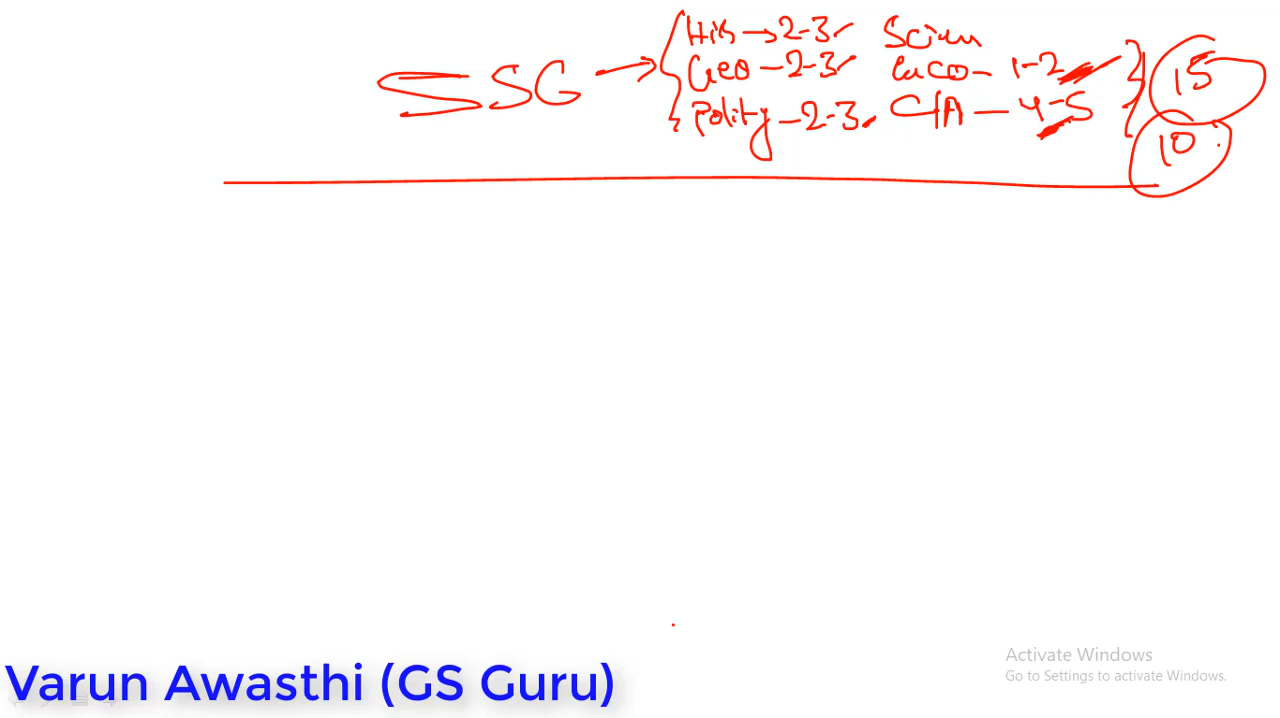 His → 2-3 Scien
SSG → Geo – 2-3 Eco – 1-2 15
Polity – 2-3 C/A – 4-5
10
Varun Awasthi (GS Guru)
Activate Windows
Go to Settings to activate Windows.